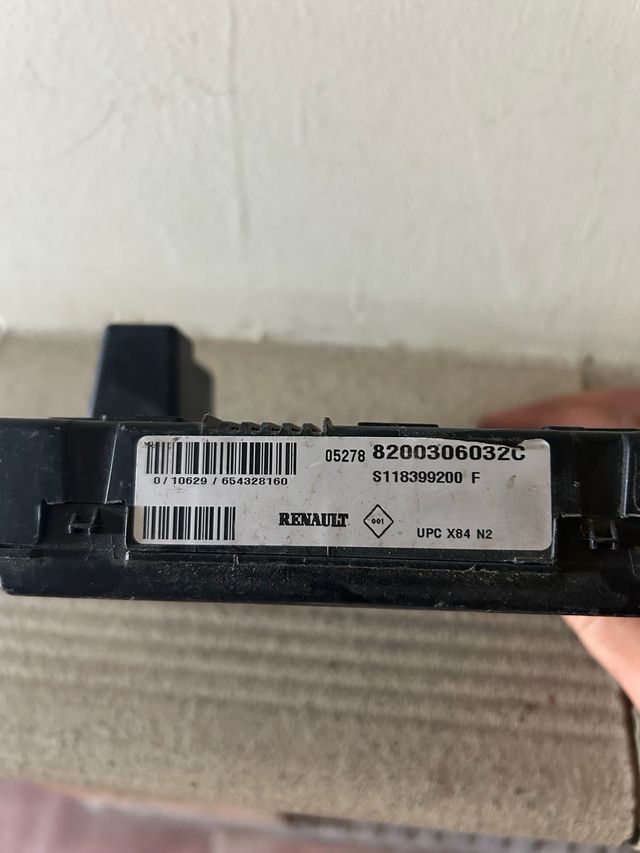 05278 8200306032C
S118399200 F
0/10629/654328160
RENAULT 001 UPC X84 N2